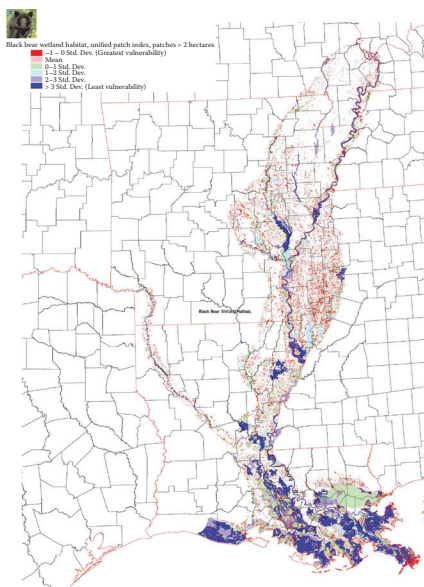 Black bear wetland habitat, unified patch index, patches > 2 hectares
–1 – 0 Std. Dev. (Greatest vulnerability)
Mean
0–1 Std. Dev.
1–2 Std. Dev.
2–3 Std. Dev.
> 3 Std. Dev. (Least vulnerability)
Black Bear Wetland Habitat,